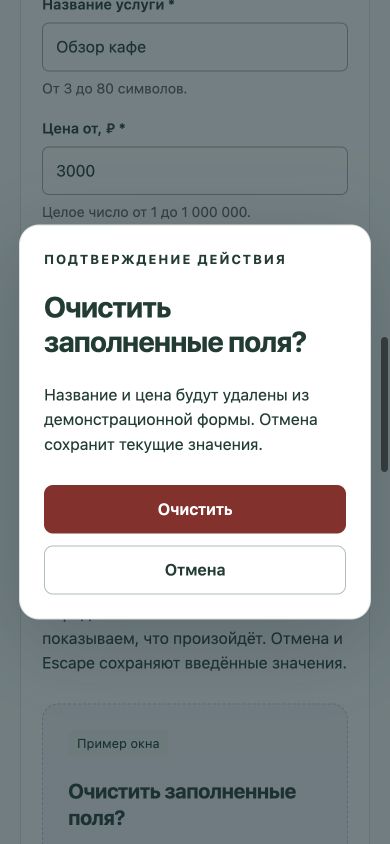 Название услуги *
Обзор кафе
От 3 до 80 символов.
Цена от, ₽ *
3000
Целое число от 1 до 1 000 000.
ПОДТВЕРЖДЕНИЕ ДЕЙСТВИЯ
Очистить
заполненные поля?
Название и цена будут удалены из
демонстрационной формы. Отмена
сохранит текущие значения.
Очистить
Отмена
показываем, что произойдёт. Отмена и
Escape сохраняют введённые значения.
Пример окна
Очистить заполненные
поля?